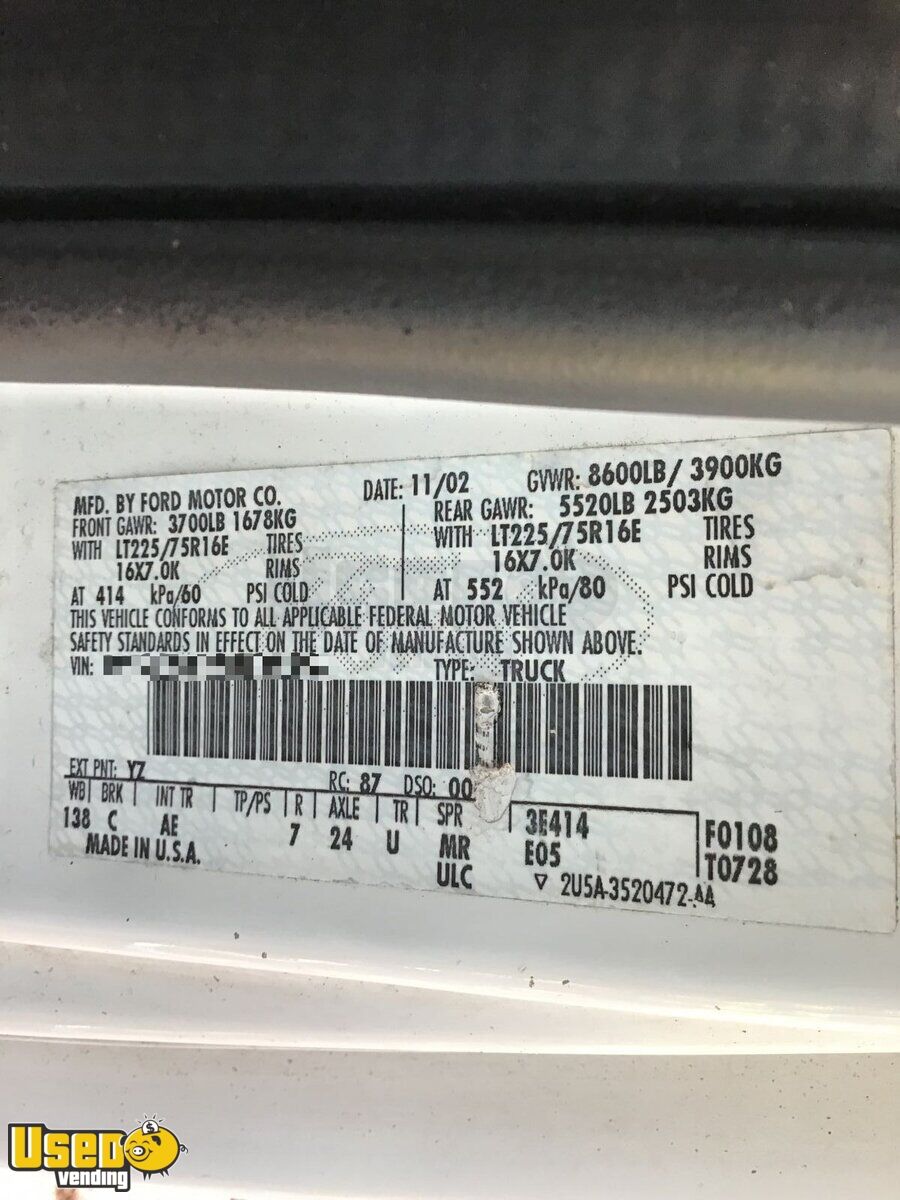 MFD. BY FORD MOTOR CO. DATE: 11/02 GVWR: 8600LB/ 3900KG
FRONT GAWR: 3700LB 1678KG REAR GAWR: 5520LB 2503KG
WITH LT225/75R16E TIRES WITH LT225/75R16E TIRES
16X7.0K RIMS 16X7.0K RIMS
AT 414 kPa/60 PSI COLD AT 552 kPa/80 PSI COLD
THIS VEHICLE CONFORMS TO ALL APPLICABLE FEDERAL MOTOR VEHICLE
SAFETY STANDARDS IN EFFECT ON THE DATE OF MANUFACTURE SHOWN ABOVE.
VIN: TYPE: TRUCK
EXT PNT: YZ RC: 87 DSO: 00
WB BRK INT TR TP/PS R AXLE TR SPR
138 C AE 7 24 U MR 3E414 F0108
MADE IN U.S.A. ULC E05 T0728
2U5A-3520472-AA
Used
vending